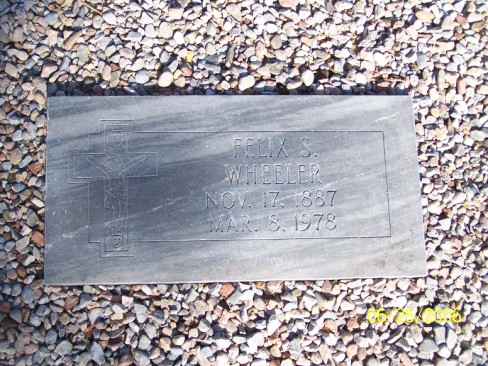 FELIX S.
WHEELER
NOV. 17, 1887
MAR. 8, 1978
06/26/2006